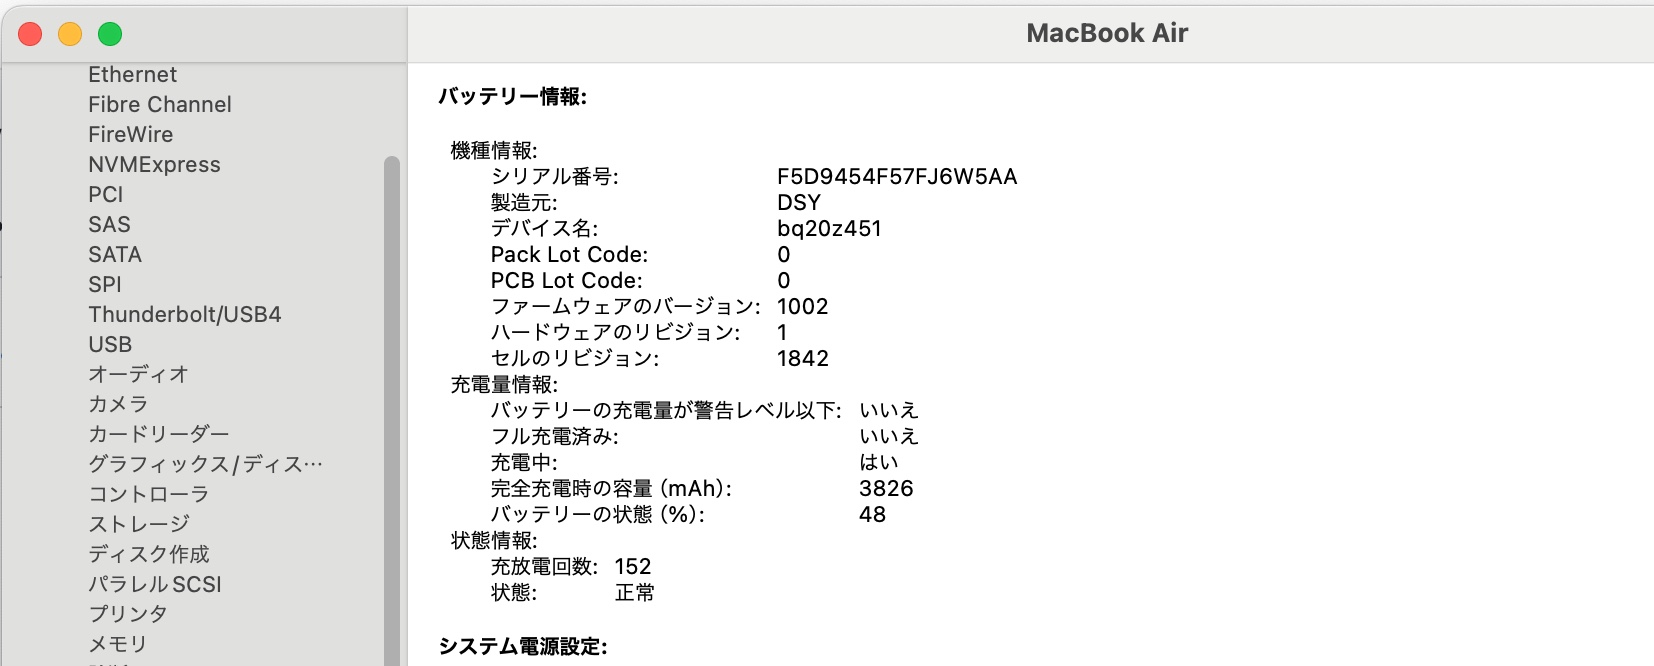 MacBook Air
Ethernet
Fibre Channel
FireWire
NVMExpress
PCI
SAS
SATA
SPI
Thunderbolt/USB4
USB
オーディオ
カメラ
カードリーダー
グラフィックス/ディス…
コントローラ
ストレージ
ディスク作成
パラレルSCSI
プリンタ
メモリ
バッテリー情報:
機種情報:
シリアル番号: F5D9454F57FJ6W5AA
製造元: DSY
デバイス名: bq20z451
Pack Lot Code: 0
PCB Lot Code: 0
ファームウェアのバージョン: 1002
ハードウェアのリビジョン: 1
セルのリビジョン: 1842
充電量情報:
バッテリーの充電量が警告レベル以下: いいえ
フル充電済み: いいえ
充電中: はい
完全充電時の容量（mAh）: 3826
バッテリーの状態（%）: 48
状態情報:
充放電回数: 152
状態: 正常
システム電源設定: